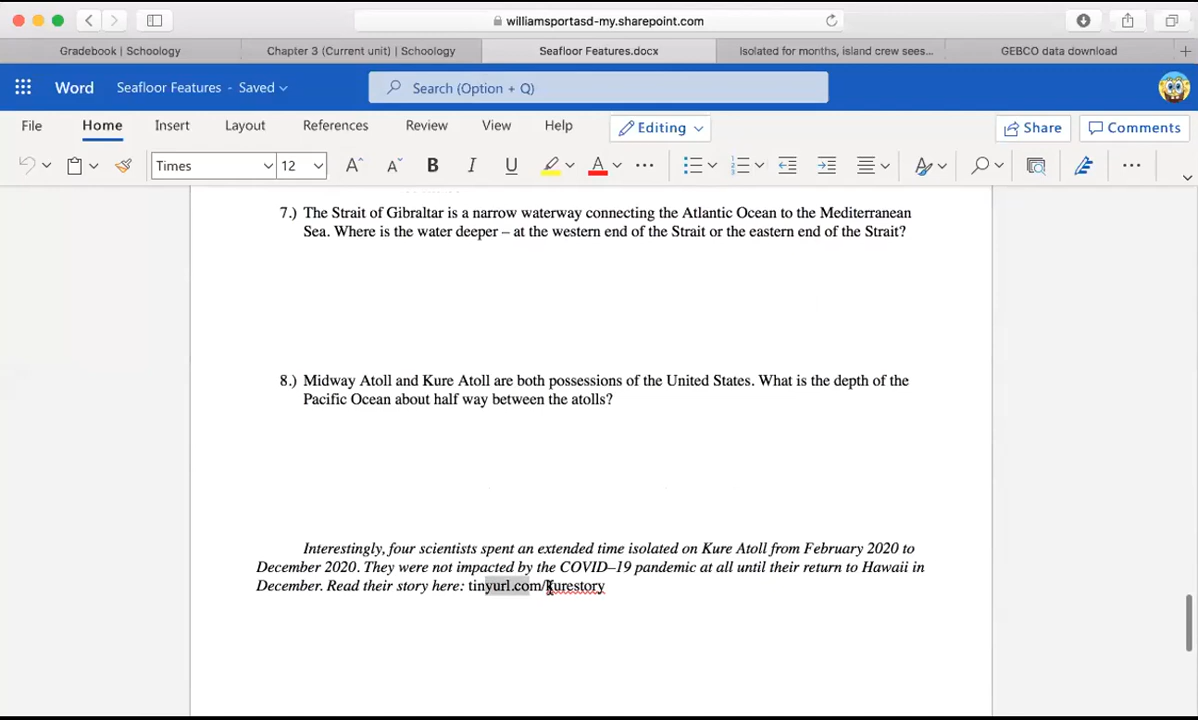 williamsportasd-my.sharepoint.com
Gradebook | Schoology
Chapter 3 (Current unit) | Schoology
Seafloor Features.docx
Isolated for months, island crew sees...
GEBCO data download
Word
Seafloor Features - Saved
Search (Option + Q)
File
Home
Insert
Layout
References
Review
View
Help
Editing
Share
Comments
Times
12
7.) The Strait of Gibraltar is a narrow waterway connecting the Atlantic Ocean to the Mediterranean
Sea. Where is the water deeper – at the western end of the Strait or the eastern end of the Strait?
8.) Midway Atoll and Kure Atoll are both possessions of the United States. What is the depth of the
Pacific Ocean about half way between the atolls?
Interestingly, four scientists spent an extended time isolated on Kure Atoll from February 2020 to
December 2020. They were not impacted by the COVID–19 pandemic at all until their return to Hawaii in
December. Read their story here: tinyurl.com/kurestory